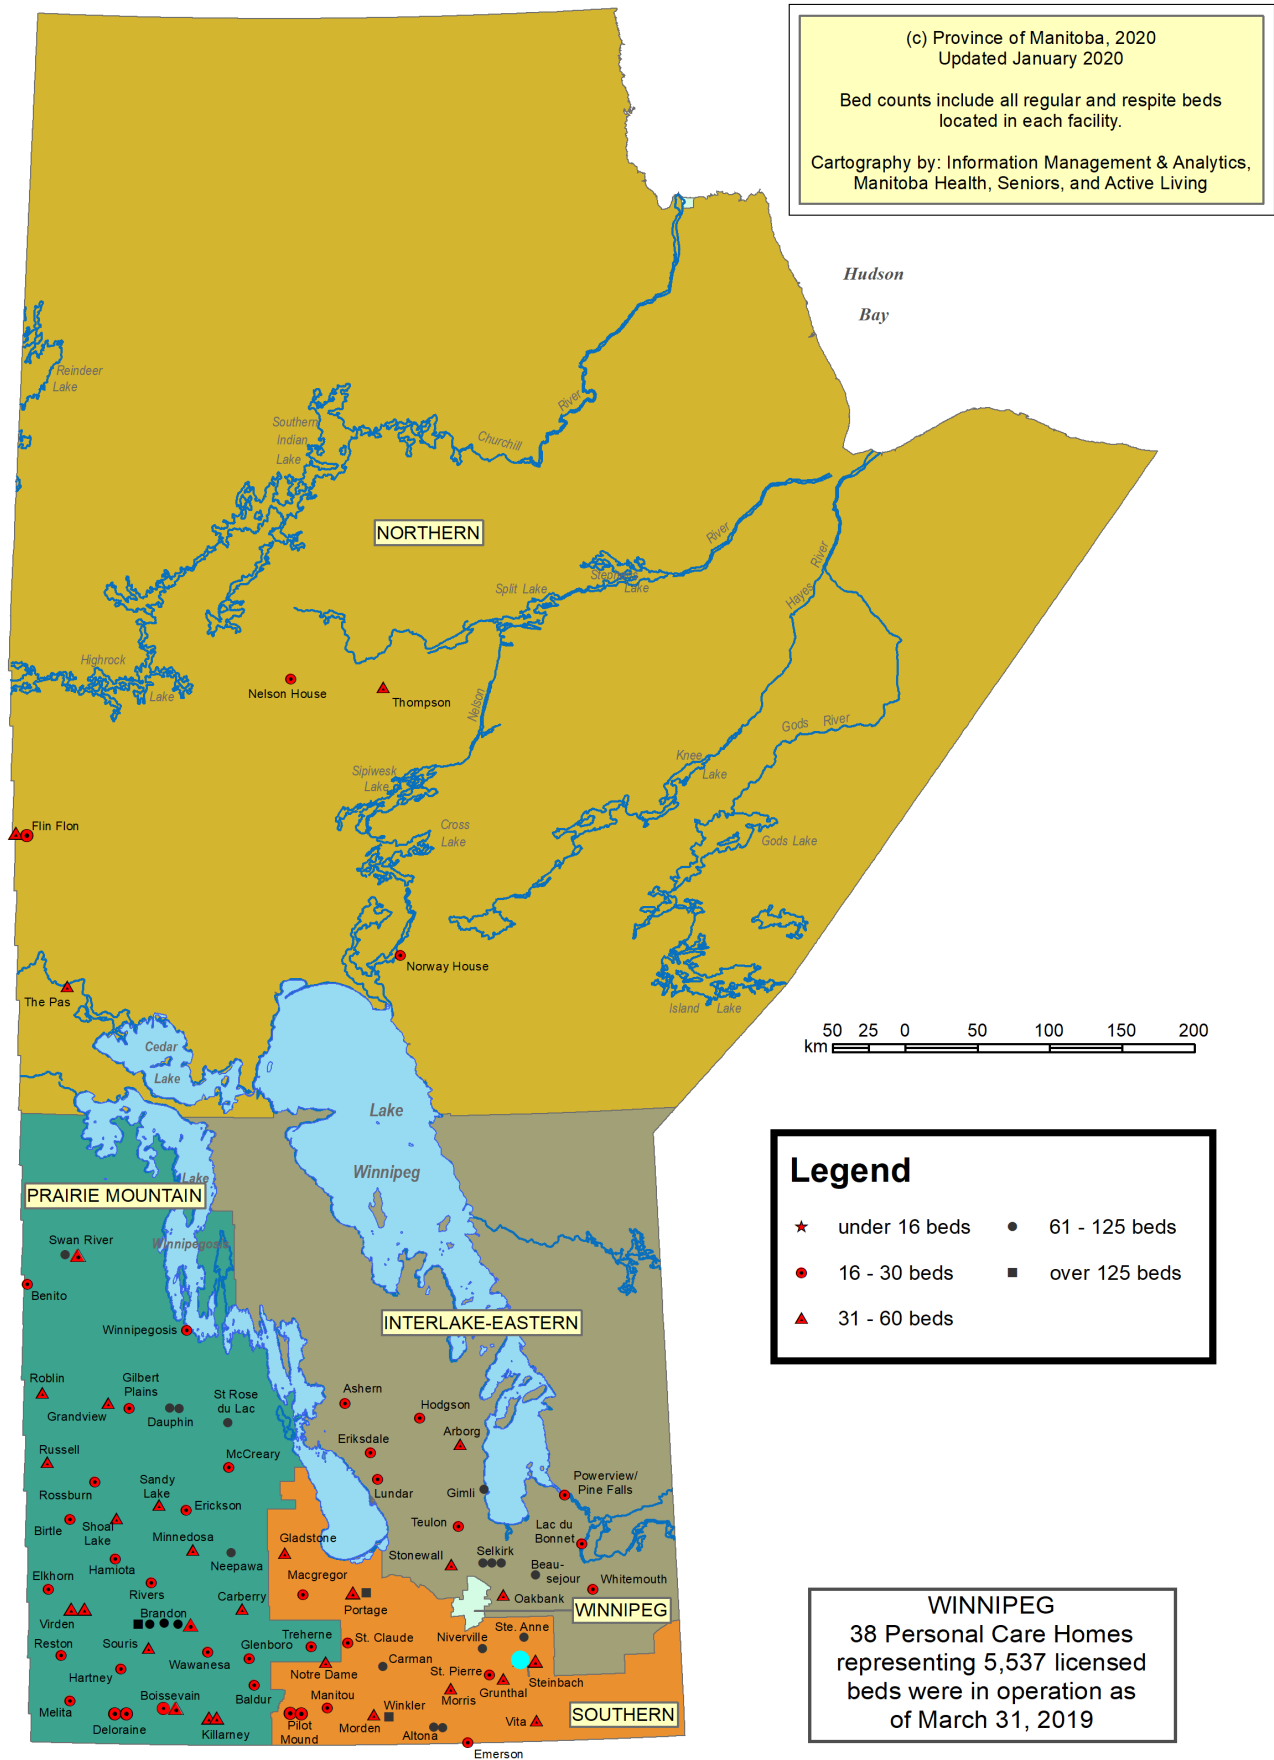 (c) Province of Manitoba, 2020
Updated January 2020
Bed counts include all regular and respite beds
located in each facility.
Cartography by: Information Management & Analytics,
Manitoba Health, Seniors, and Active Living
Hudson
Bay
Reindeer
Lake
Southern
Indian
Lake
Churchill
River
NORTHERN
River
Hayes River
Split Lake
Stephens
Lake
Highrock
Lake
Nelson House
Thompson
Nelson
Gods River
Knee
Lake
Sipiwesk
Lake
Cross
Lake
Gods Lake
Flin Flon
Norway House
The Pas
Island Lake
Cedar
Lake
50 25 0 50 100 150 200
km
Lake
Winnipeg
Lake
Winnipegosis
PRAIRIE MOUNTAIN
Legend
under 16 beds
61 - 125 beds
16 - 30 beds
over 125 beds
31 - 60 beds
Swan River
Benito
Winnipegosis
INTERLAKE-EASTERN
Roblin
Grandview
Gilbert
Plains
Dauphin
St Rose
du Lac
Ashern
Hodgson
Arborg
Eriksdale
Lundar
Gimli
Powerview/
Pine Falls
Russell
Rossburn
Sandy
Lake
McCreary
Erickson
Birtle
Shoal
Lake
Minnedosa
Neepawa
Hamiota
Gladstone
Teulon
Lac du
Bonnet
Stonewall
Selkirk
Beau-
sejour
Whitemouth
Oakbank
Elkhorn
Rivers
Carberry
Macgregor
Portage
WINNIPEG
Virden
Brandon
Reston
Souris
Wawanesa
Glenboro
Treherne
St. Claude
Niverville
Ste. Anne
Hartney
Baldur
Notre Dame
Carman
St. Pierre
Steinbach
Grunthal
Melita
Deloraine
Boissevain
Killarney
Pilot
Mound
Manitou
Morden
Winkler
Morris
Altona
Vita
SOUTHERN
Emerson
WINNIPEG
38 Personal Care Homes
representing 5,537 licensed
beds were in operation as
of March 31, 2019